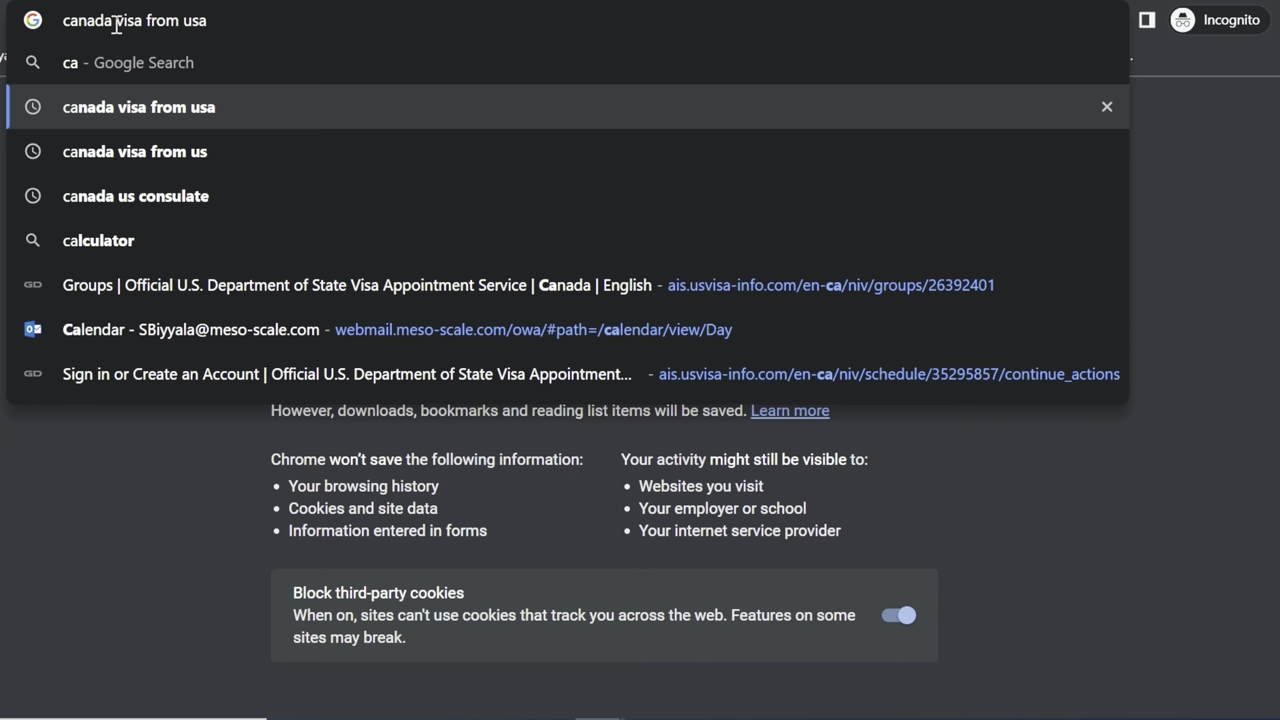 canada visa from usa
Incognito
ca - Google Search
canada visa from usa
canada visa from us
canada us consulate
calculator
Groups | Official U.S. Department of State Visa Appointment Service | Canada | English - ais.usvisa-info.com/en-ca/niv/groups/26392401
Calendar - SBiyyala@meso-scale.com - webmail.meso-scale.com/owa/#path=/calendar/view/Day
Sign in or Create an Account | Official U.S. Department of State Visa Appointment... - ais.usvisa-info.com/en-ca/niv/schedule/35295857/continue_actions
However, downloads, bookmarks and reading list items will be saved. Learn more
Chrome won't save the following information:
• Your browsing history
• Cookies and site data
• Information entered in forms
Your activity might still be visible to:
• Websites you visit
• Your employer or school
• Your internet service provider
Block third-party cookies
When on, sites can't use cookies that track you across the web. Features on some
sites may break.